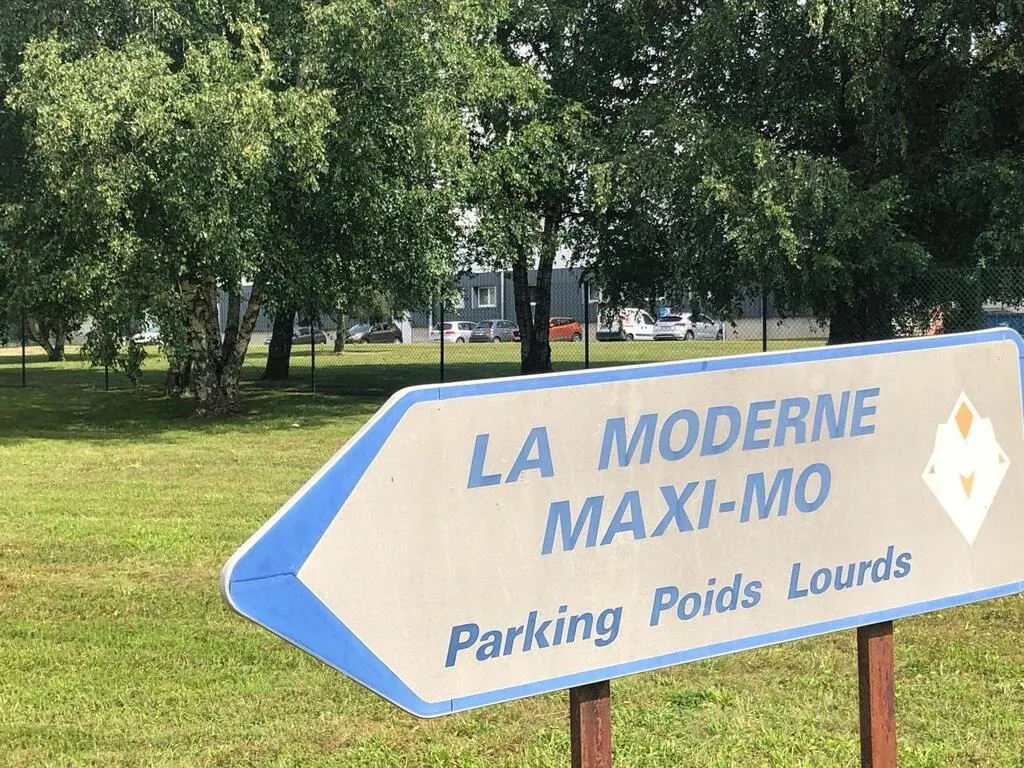 LA MODERNE
MAXI-MO
Parking Poids Lourds